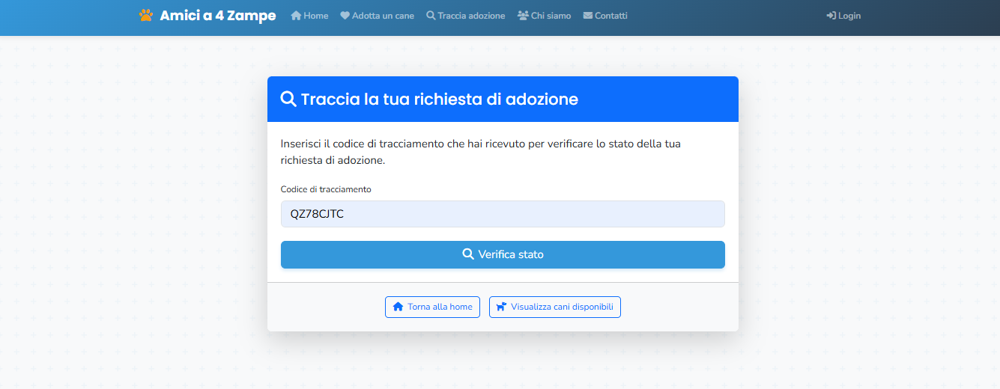 Amici a 4 Zampe Home Adotta un cane Traccia adozione Chi siamo Contatti Login
Traccia la tua richiesta di adozione
Inserisci il codice di tracciamento che hai ricevuto per verificare lo stato della tua
richiesta di adozione.
Codice di tracciamento
QZ78CJTC
Verifica stato
Torna alla home Visualizza cani disponibili